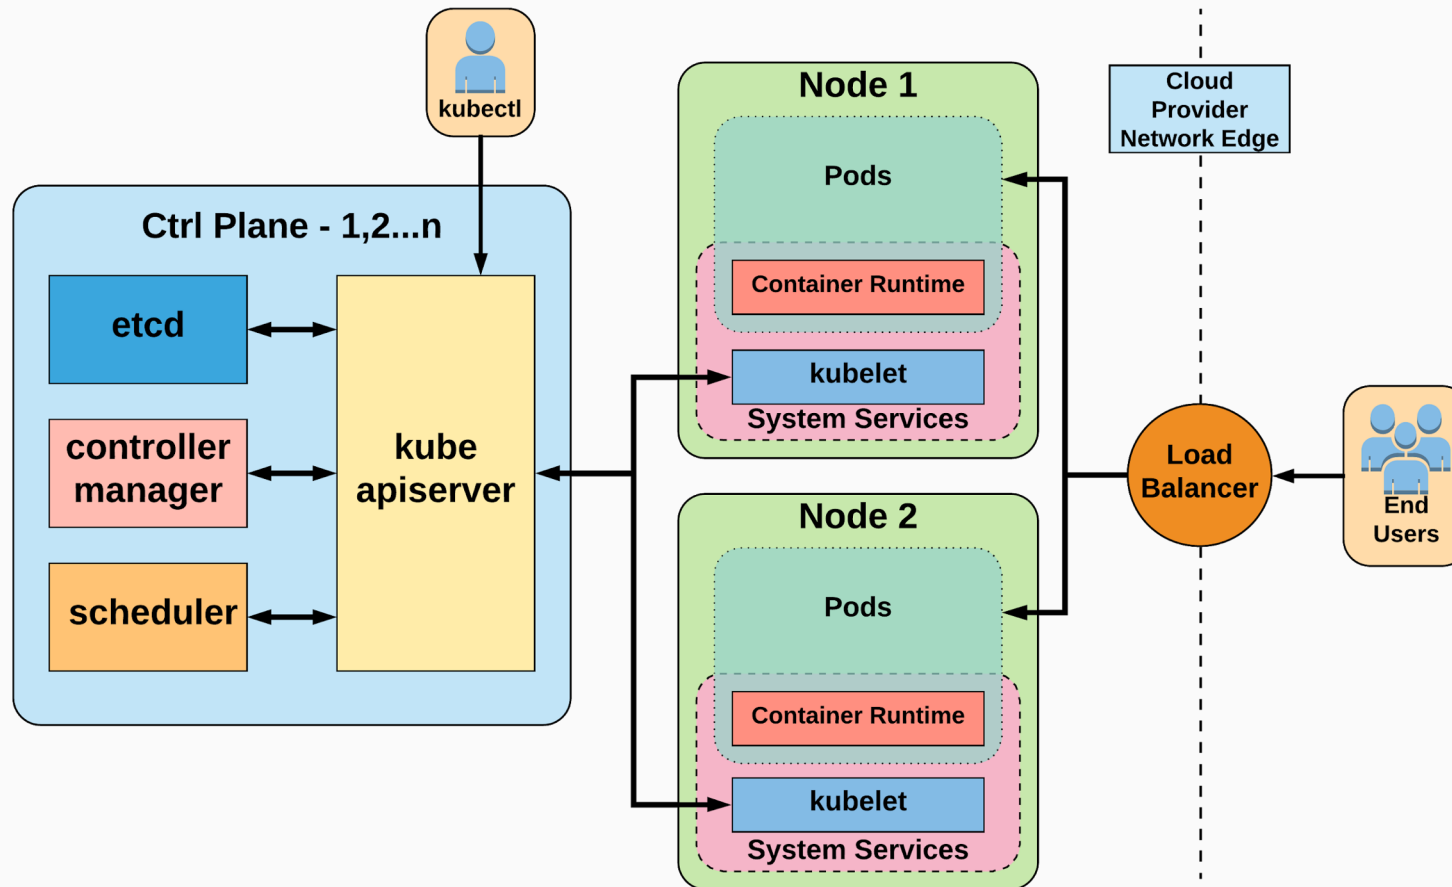 kubectl
Ctrl Plane - 1,2...n
etcd
controller
manager
scheduler
kube
apiserver
Node 1
Pods
Container Runtime
kubelet
System Services
Node 2
Pods
Container Runtime
kubelet
System Services
Cloud
Provider
Network Edge
Load
Balancer
End
Users